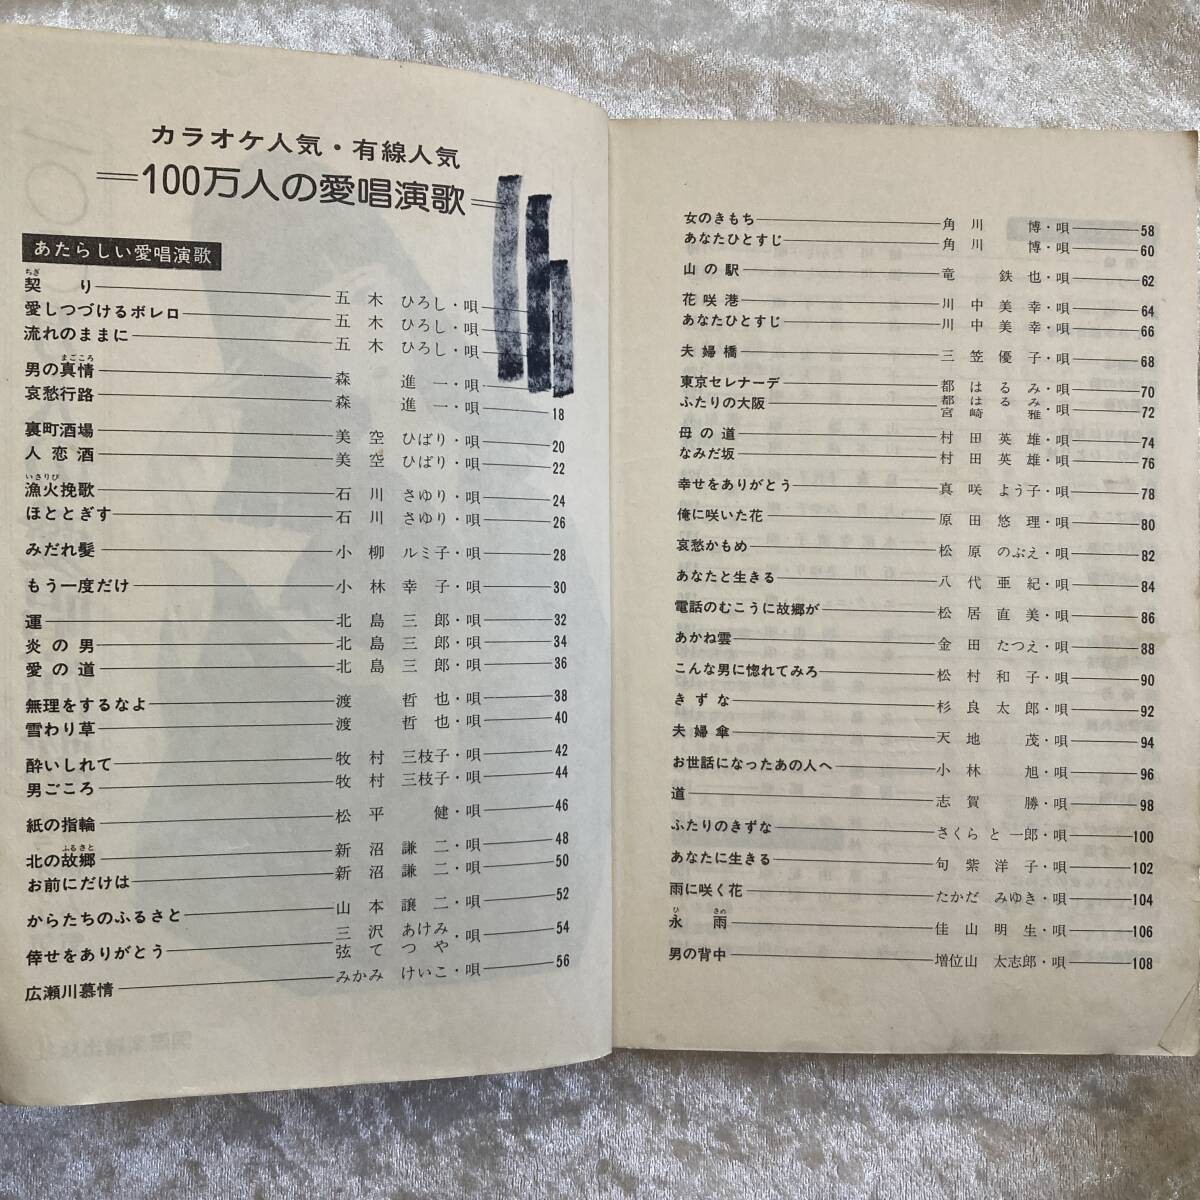 カラオケ人気・有線人気
＝100万人の愛唱演歌＝
あたらしい愛唱演歌
契り 五木ひろし・唄
ちぎ
愛しつづけるボレロ 五木ひろし・唄
流れのままに 五木ひろし・唄
男の真情 森進一・唄
まごころ
哀愁行路 森進一・唄 18
裏町酒場 美空ひばり・唄 20
人恋酒 美空ひばり・唄 22
漁火挽歌 石川さゆり・唄 24
いさりび
ほととぎす 石川さゆり・唄 26
みだれ髪 小柳ルミ子・唄 28
もう一度だけ 小林幸子・唄 30
運 北島三郎・唄 32
炎の男 北島三郎・唄 34
愛の道 北島三郎・唄 36
無理をするなよ 渡哲也・唄 38
雪わり草 渡哲也・唄 40
酔いしれて 牧村三枝子・唄 42
男ごころ 牧村三枝子・唄 44
紙の指輪 松平健・唄 46
北の故郷 新沼謙二・唄 48
ふるさと
お前にだけは 新沼謙二・唄 50
からたちのふるさと 山本譲二・唄 52
倖せをありがとう 三沢あけみ 弦てつや・唄 54
広瀬川慕情 みかみけいこ・唄 56
女のきもち 角川博・唄 58
あなたひとすじ 角川博・唄 60
山の駅 竜鉄也・唄 62
花咲港 川中美幸・唄 64
あなたひとすじ 川中美幸・唄 66
夫婦橋 三笠優子・唄 68
東京セレナーデ 都はるみ・唄 70
ふたりの大阪 都はるみ 宮崎雅・唄 72
母の道 村田英雄・唄 74
なみだ坂 村田英雄・唄 76
幸せをありがとう 真咲よう子・唄 78
俺に咲いた花 原田悠理・唄 80
哀愁かもめ 松原のぶえ・唄 82
あなたと生きる 八代亜紀・唄 84
電話のむこうに故郷が 松居直美・唄 86
あかね雲 金田たつえ・唄 88
こんな男に惚れてみろ 松村和子・唄 90
きずな 杉良太郎・唄 92
夫婦傘 天地茂・唄 94
お世話になったあの人へ 小林旭・唄 96
道 志賀勝・唄 98
ふたりのきずな さくらと一郎・唄 100
あなたに生きる 句紫洋子・唄 102
雨に咲く花 たかだみゆき・唄 104
氷雨 佳山明生・唄 106
ひ さめ
男の背中 増位山太志郎・唄 108